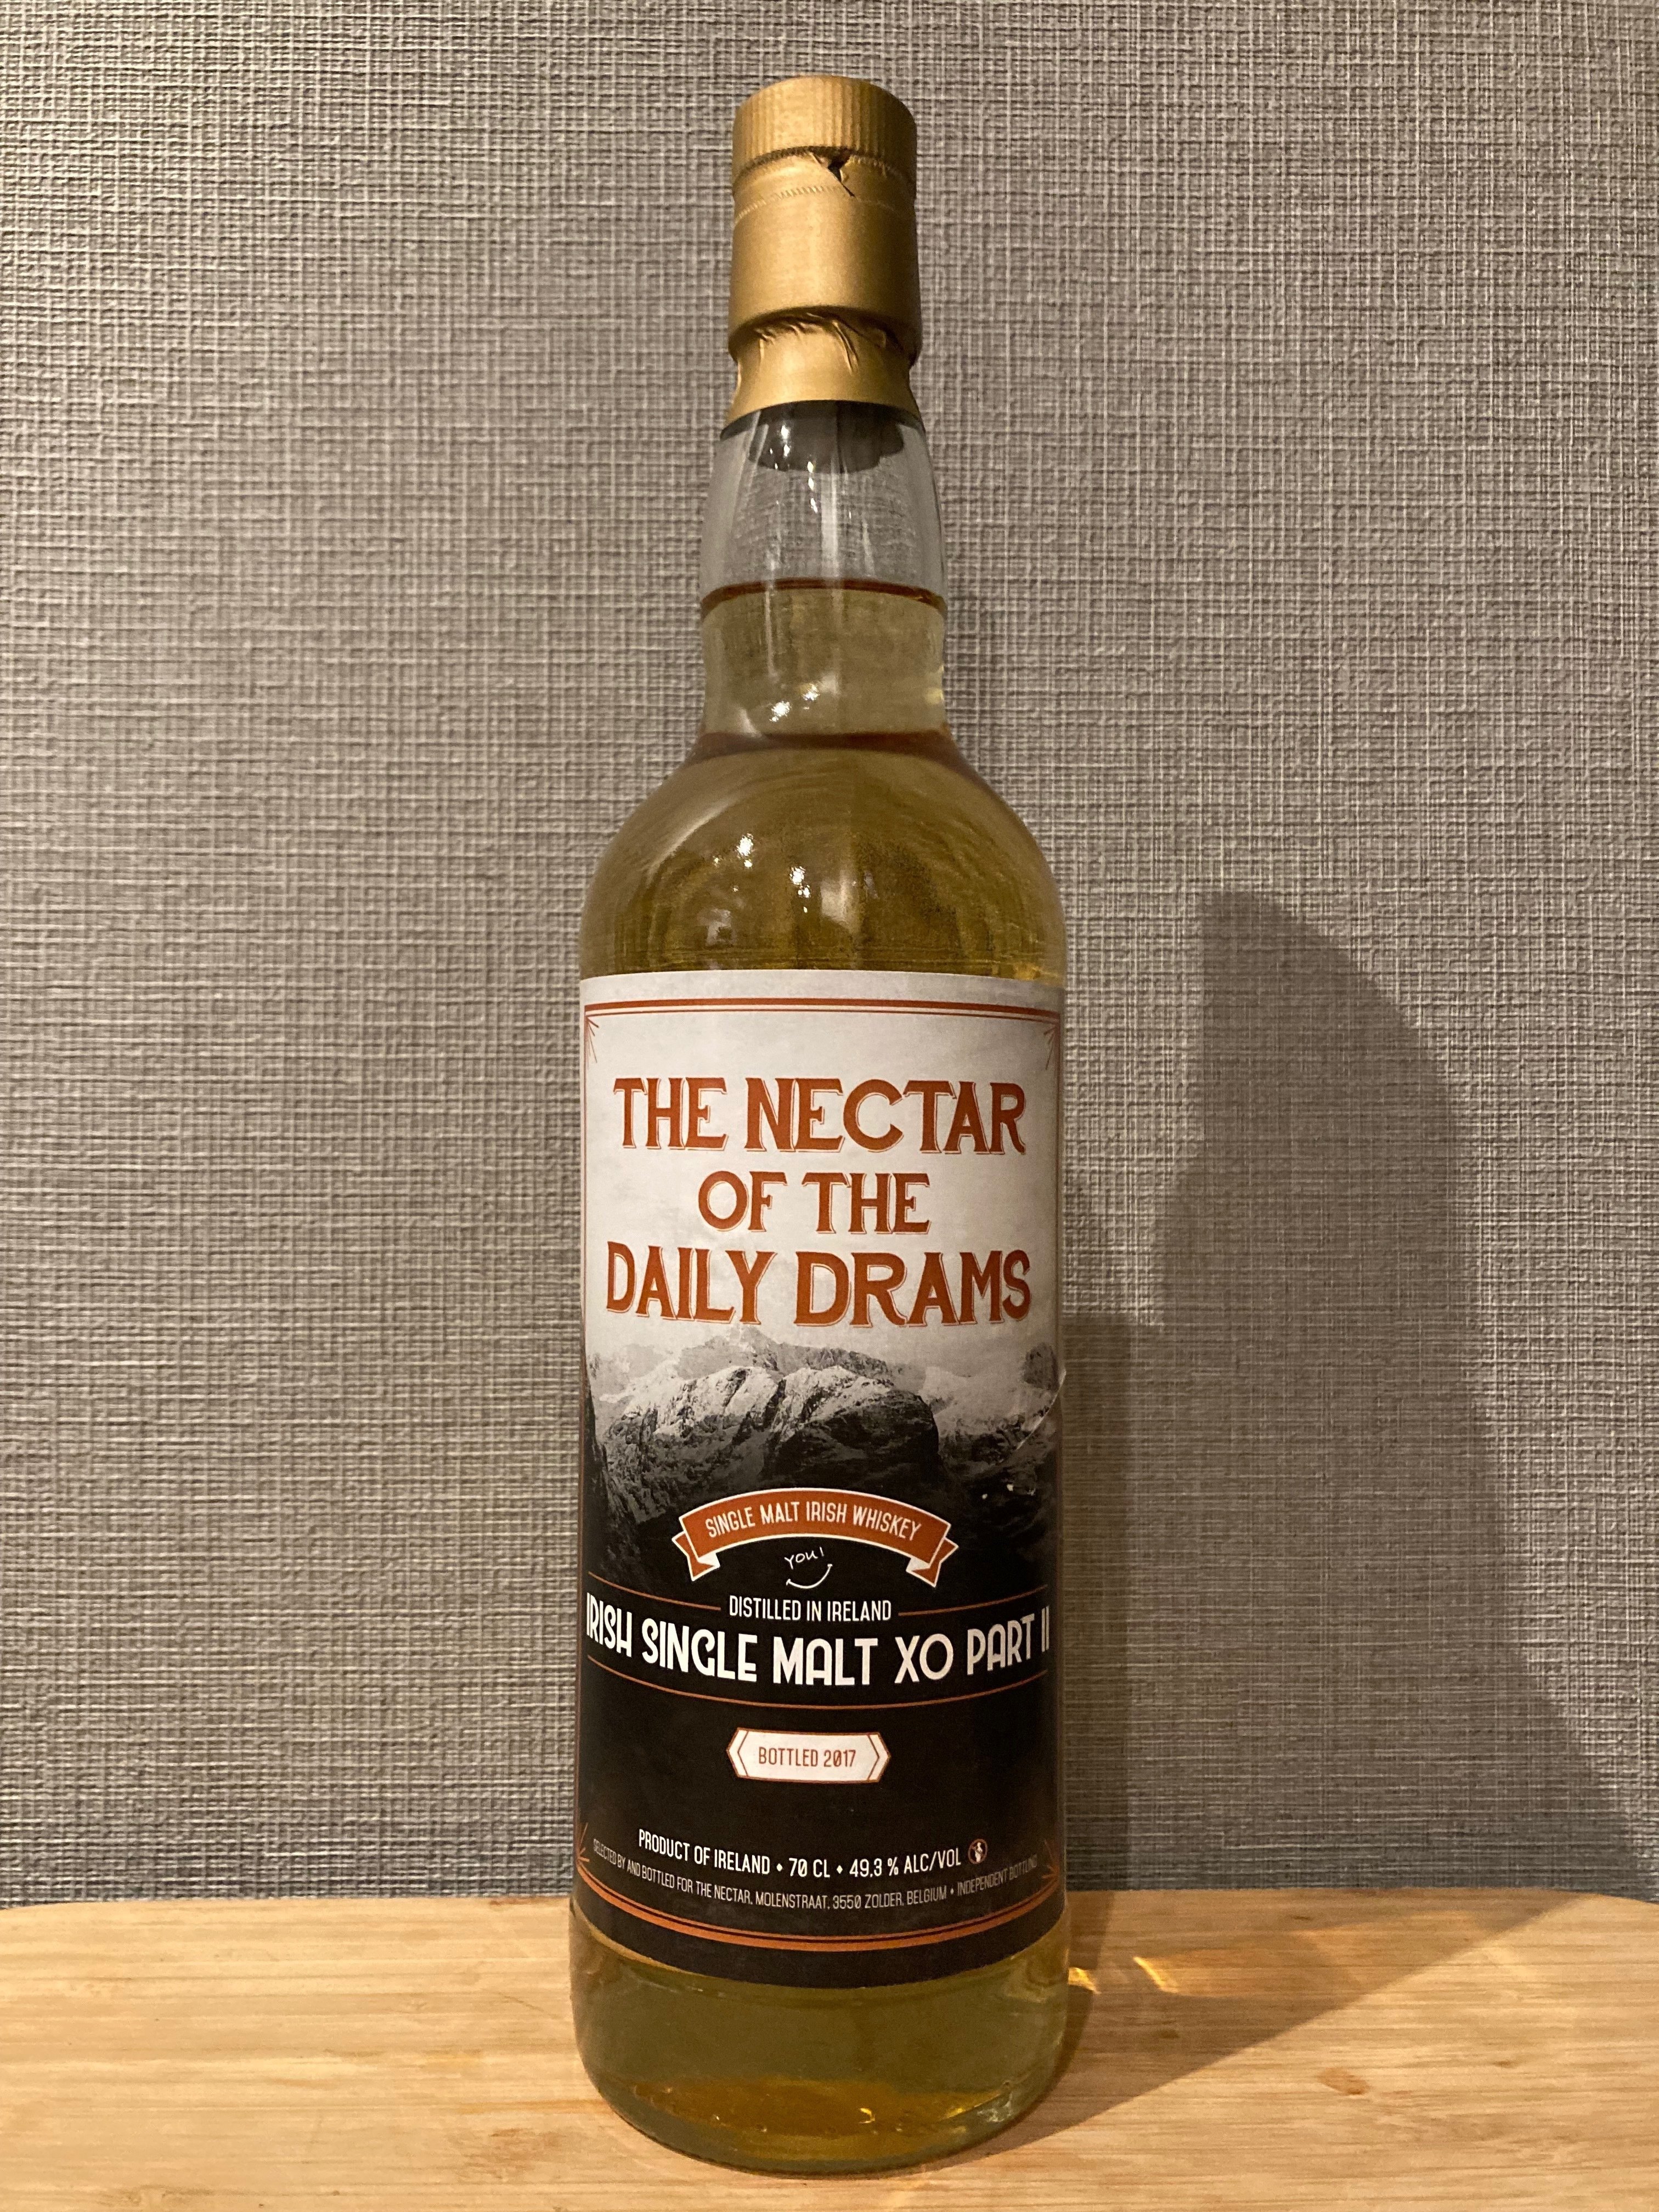 THE NECTAR
OF THE
DAILY DRAMS
SINGLE MALT IRISH WHISKEY
YOU!
DISTILLED IN IRELAND
IRISH SINGLE MALT XO PART II
BOTTLED 2017
PRODUCT OF IRELAND • 70 CL • 49,3 % ALC/VOL
SELECTED BY AND BOTTLED FOR THE NECTAR, MOLENSTRAAT, 3550 ZOLDER, BELGIUM • INDEPENDENT BOTTLING